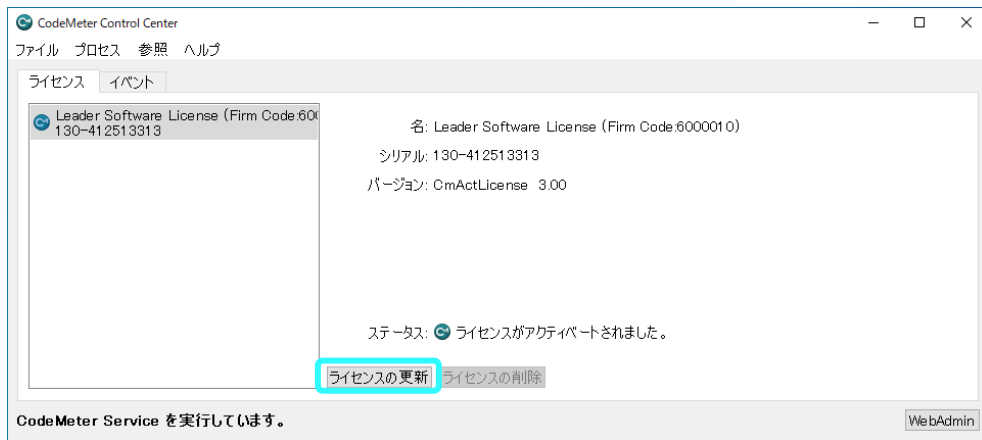 CodeMeter Control Center
ファイル プロセス 参照 ヘルプ
ライセンス イベント
Leader Software License (Firm Code:600
130-412513313
名: Leader Software License (Firm Code:6000010)
シリアル: 130-412513313
バージョン: CmActLicense 3.00
ステータス: ライセンスがアクティベートされました。
ライセンスの更新 ライセンスの削除
CodeMeter Service を実行しています。 WebAdmin